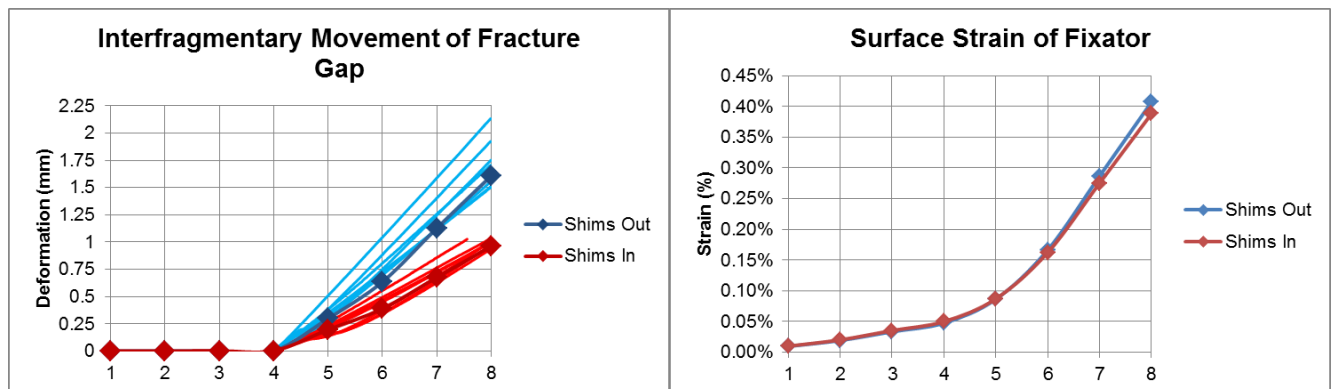 Interfragmentary Movement of Fracture
Gap
Deformation (mm)
2.25
2
1.75
1.5
1.25
1
0.75
0.5
0.25
0
1 2 3 4 5 6 7 8
Shims Out
Shims In
Surface Strain of Fixator
Strain (%)
0.45%
0.40%
0.35%
0.30%
0.25%
0.20%
0.15%
0.10%
0.05%
0.00%
1 2 3 4 5 6 7 8
Shims Out
Shims In